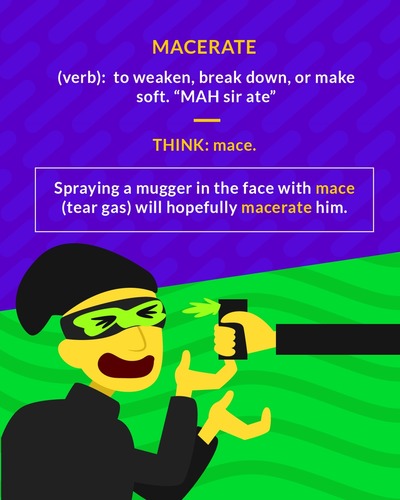 MACERATE
(verb):  to weaken, break down, or make
soft. “MAH sir ate”
THINK: mace.
Spraying a mugger in the face with mace
(tear gas) will hopefully macerate him.